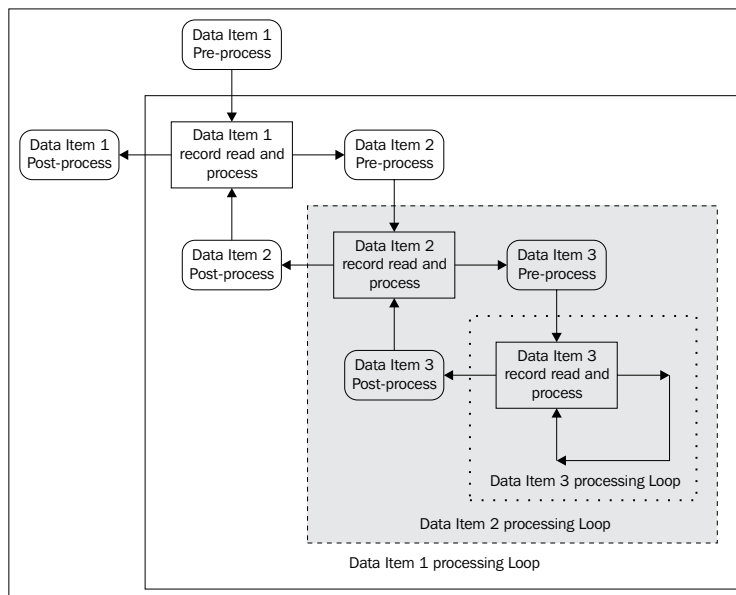 Data Item 1
Pre-process
Data Item 1
Post-process
Data Item 1
record read and
process
Data Item 2
Pre-process
Data Item 2
Post-process
Data Item 2
record read and
process
Data Item 3
Pre-process
Data Item 3
Post-process
Data Item 3
record read and
process
Data Item 3 processing Loop
Data Item 2 processing Loop
Data Item 1 processing Loop